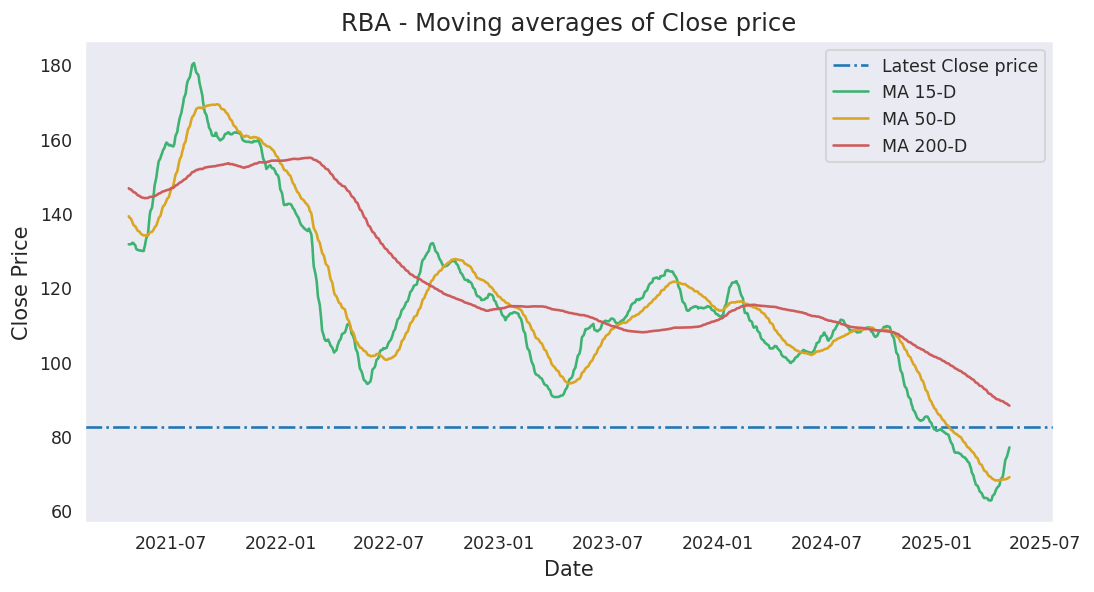 RBA - Moving averages of Close price
Latest Close price
MA 15-D
MA 50-D
MA 200-D
Close Price
180
160
140
120
100
80
60
2021-07 2022-01 2022-07 2023-01 2023-07 2024-01 2024-07 2025-01 2025-07
Date